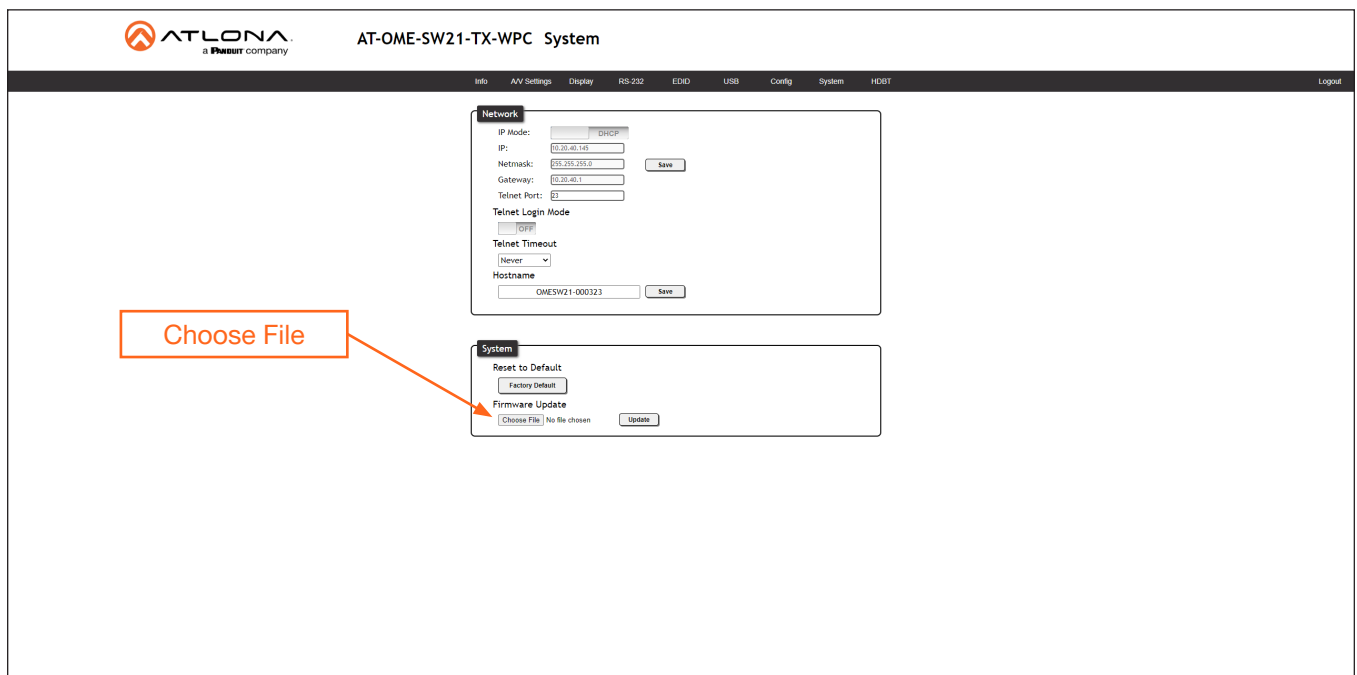 ATLONA.
a PANDUIT company
AT-OME-SW21-TX-WPC System
Info A/V Settings Display RS-232 EDID USB Config System HDBT Logout
Network
IP Mode: DHCP
IP: 10.20.40.145
Netmask: 255.255.255.0 Save
Gateway: 10.20.40.1
Telnet Port: 23
Telnet Login Mode
OFF
Telnet Timeout
Never
Hostname
OMESW21-000323 Save
Choose File
System
Reset to Default
Factory Default
Firmware Update
Choose File No file chosen Update